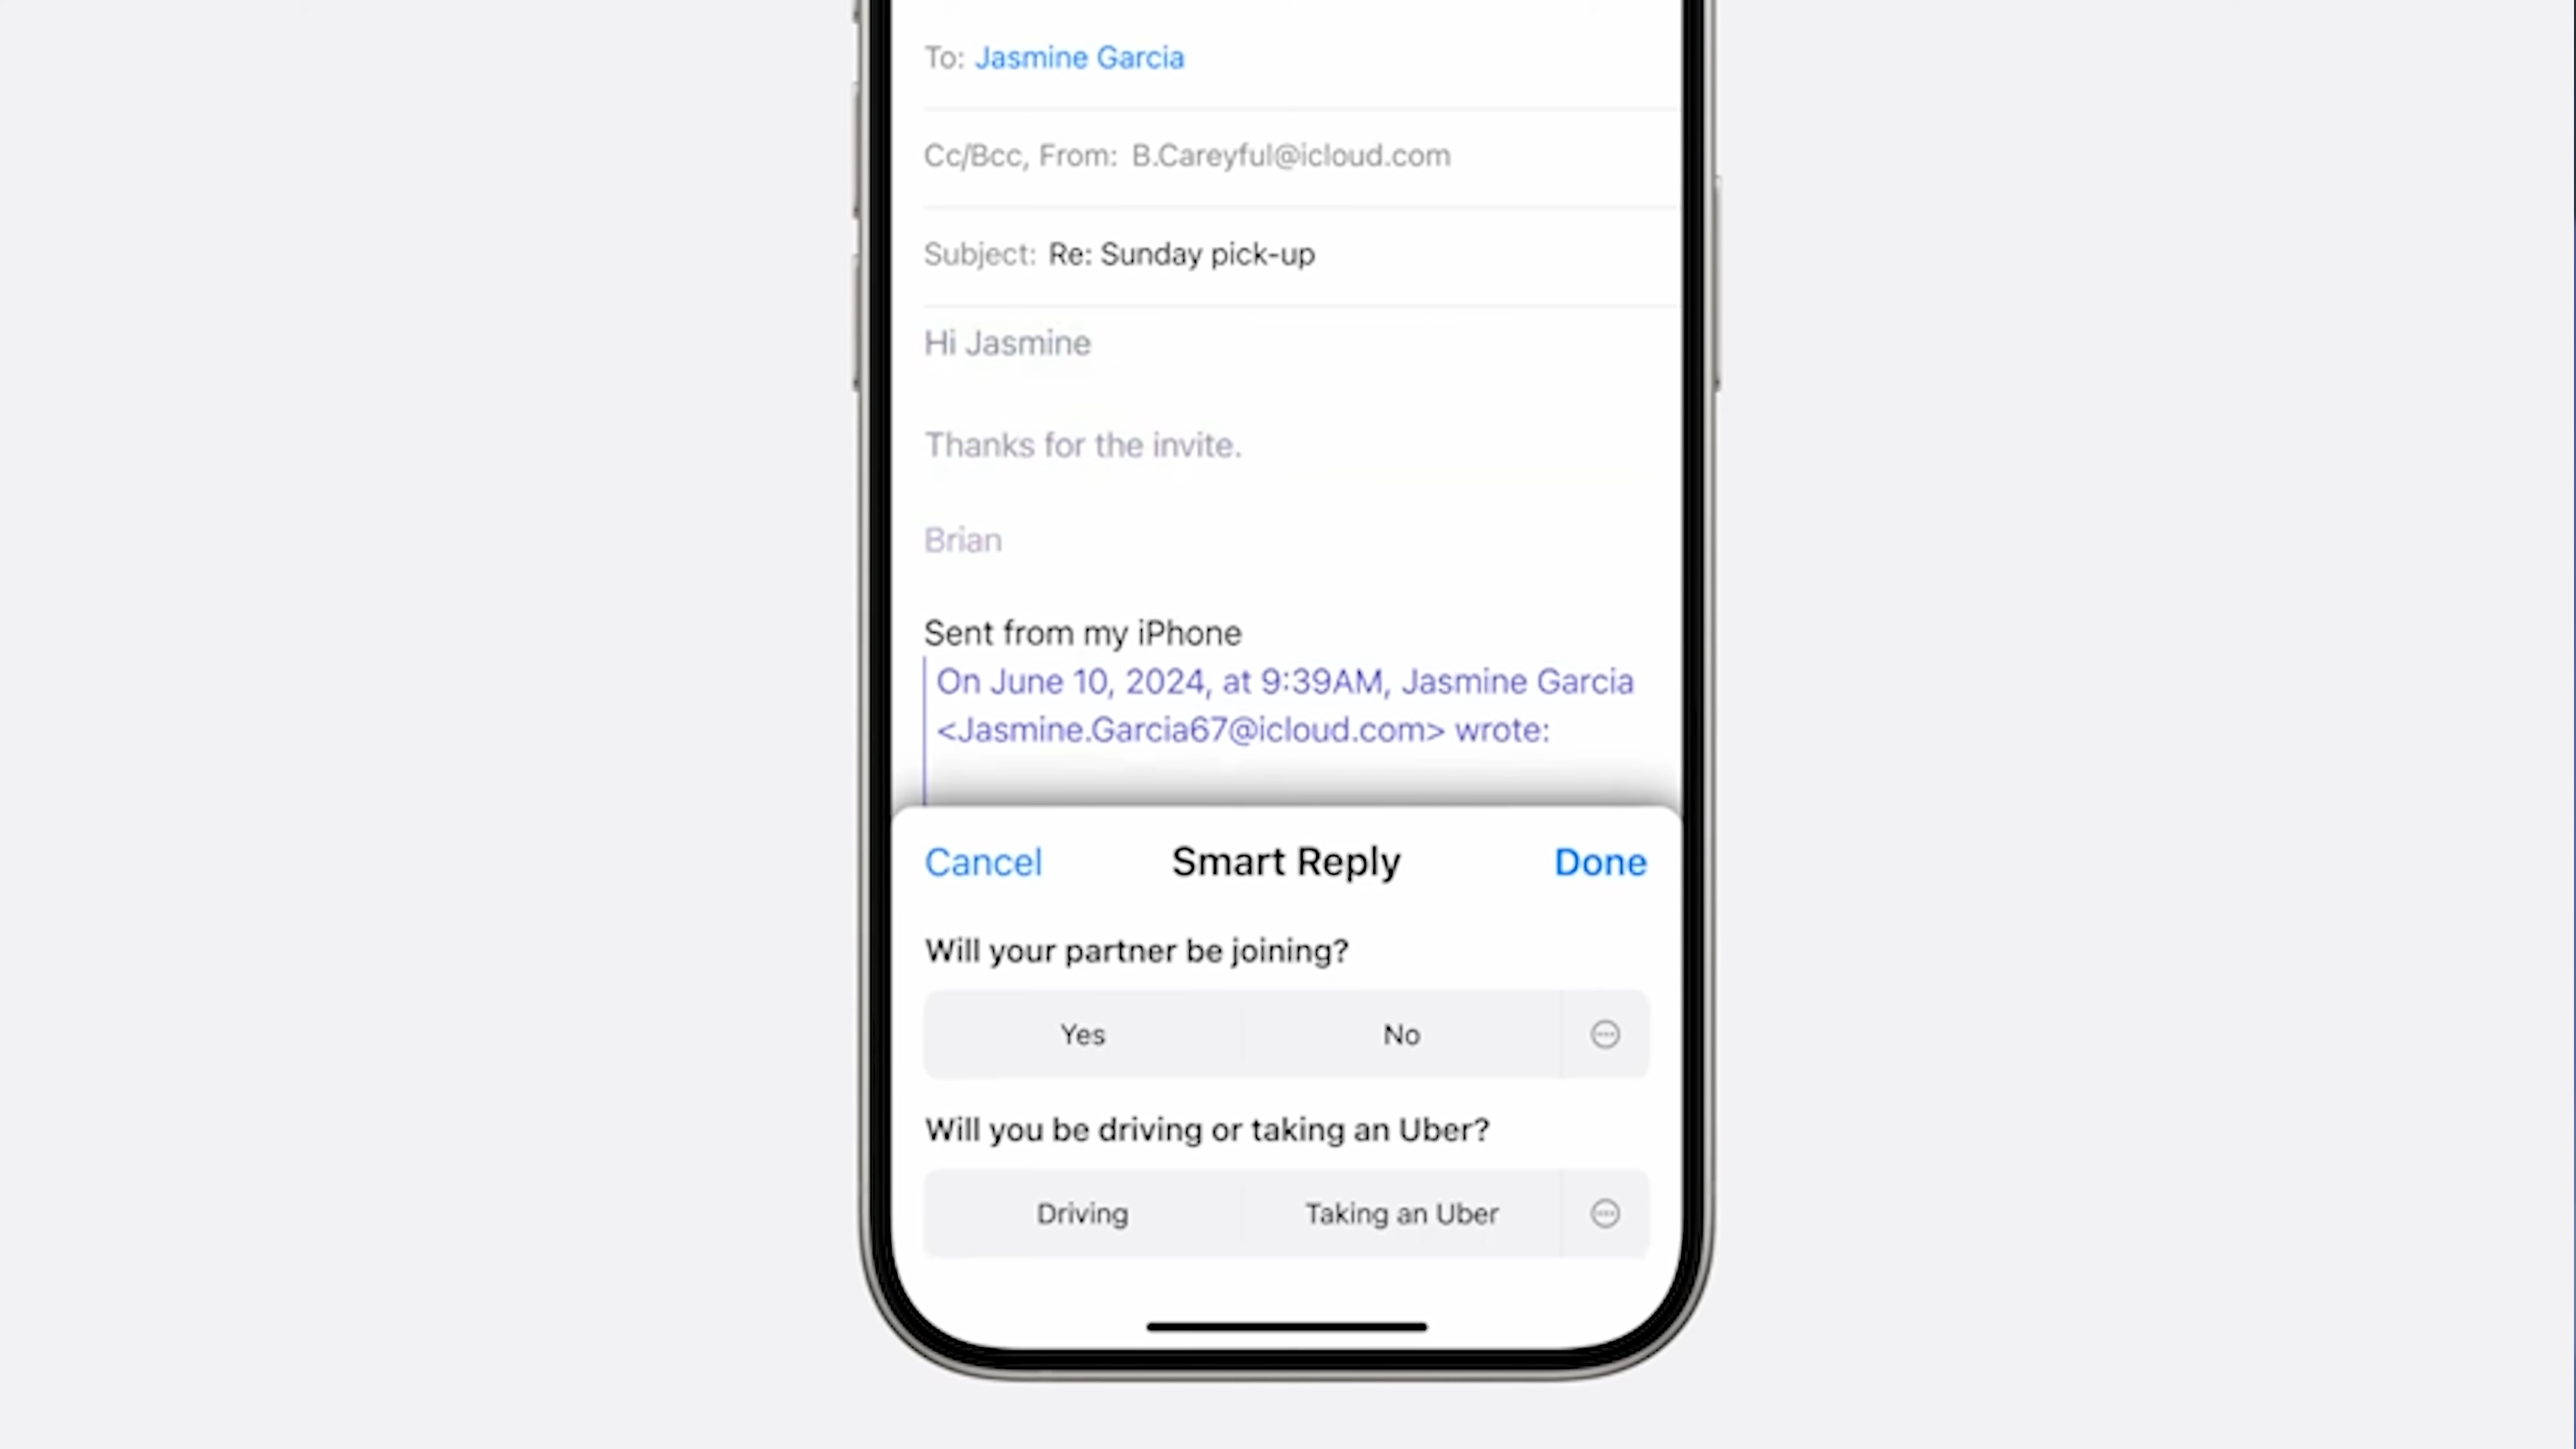 To: Jasmine Garcia
Cc/Bcc, From: B.Careyful@icloud.com
Subject: Re: Sunday pick-up
Hi Jasmine
Thanks for the invite.
Brian
Sent from my iPhone
On June 10, 2024, at 9:39AM, Jasmine Garcia
<Jasmine.Garcia67@icloud.com> wrote:
Cancel Smart Reply Done
Will your partner be joining?
Yes No
Will you be driving or taking an Uber?
Driving Taking an Uber